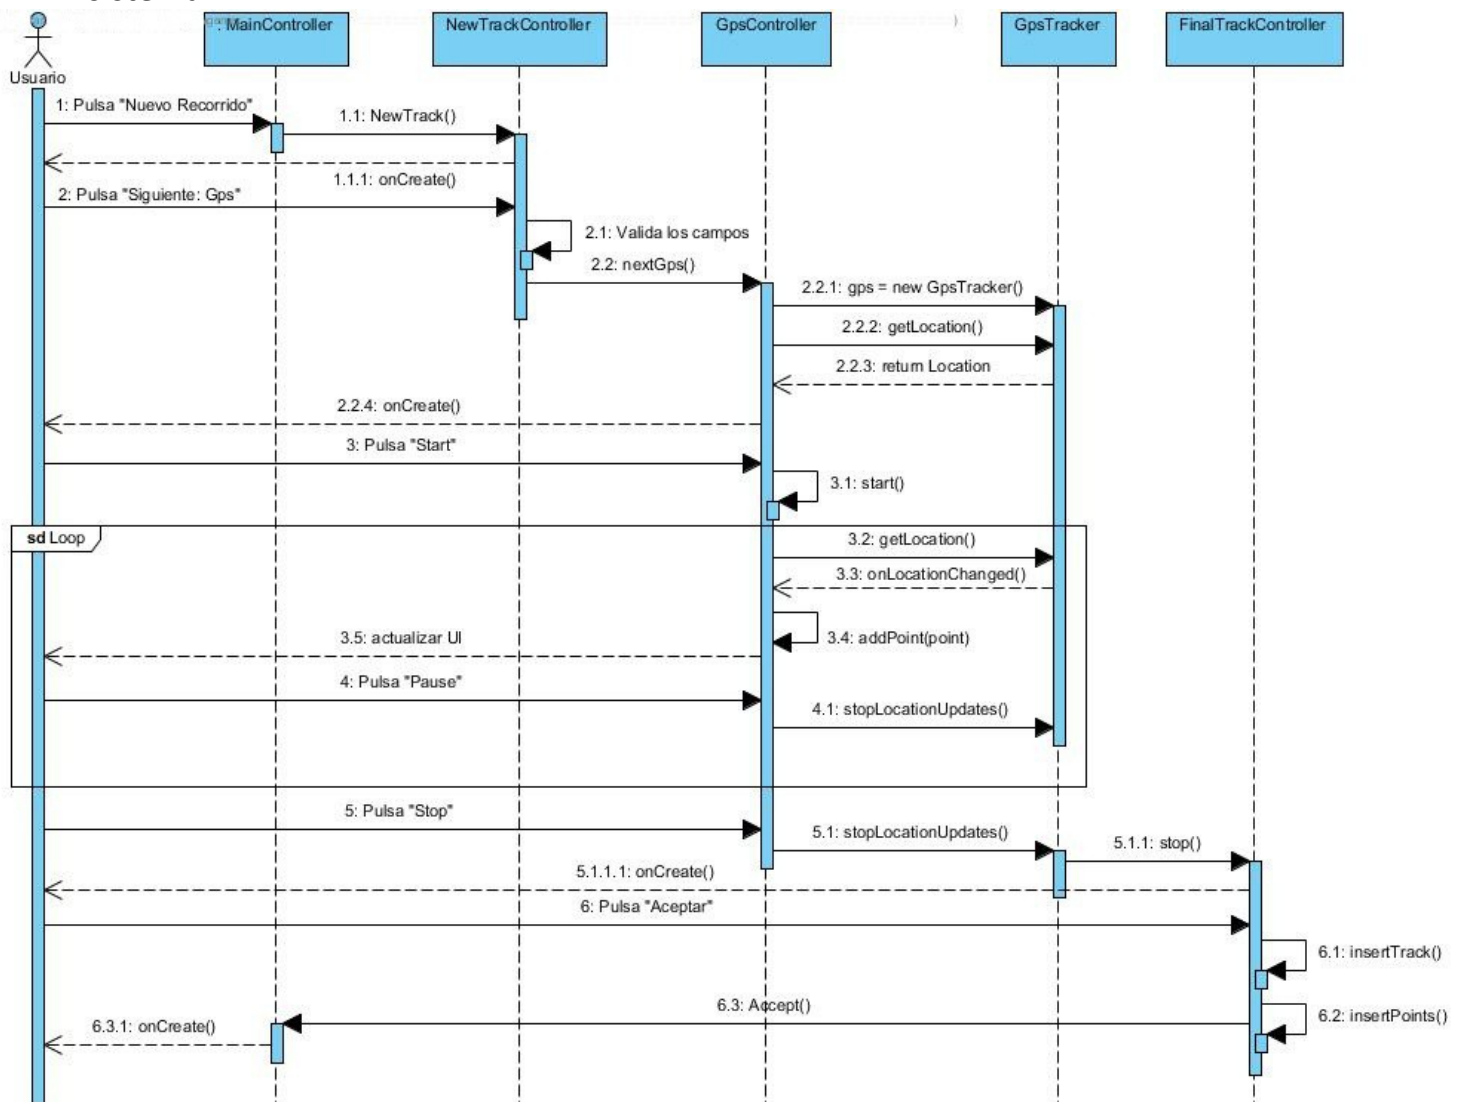 : MainController
NewTrackController
GpsController
GpsTracker
FinalTrackController
Usuario
1: Pulsa "Nuevo Recorrido"
1.1: NewTrack()
1.1.1: onCreate()
2: Pulsa "Siguiente: Gps"
2.1: Valida los campos
2.2: nextGps()
2.2.1: gps = new GpsTracker()
2.2.2: getLocation()
2.2.3: return Location
2.2.4: onCreate()
3: Pulsa "Start"
3.1: start()
sd Loop
3.2: getLocation()
3.3: onLocationChanged()
3.4: addPoint(point)
3.5: actualizar UI
4: Pulsa "Pause"
4.1: stopLocationUpdates()
5: Pulsa "Stop"
5.1: stopLocationUpdates()
5.1.1: stop()
5.1.1.1: onCreate()
6: Pulsa "Aceptar"
6.1: insertTrack()
6.3: Accept()
6.2: insertPoints()
6.3.1: onCreate()